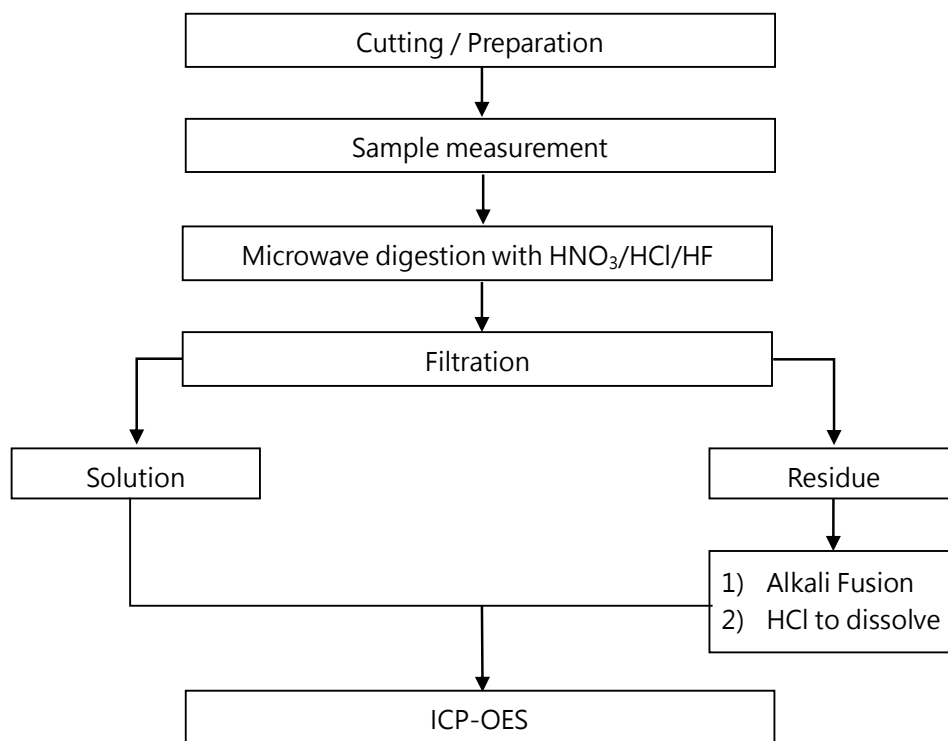 Cutting / Preparation
Sample measurement
Microwave digestion with HNO₃/HCl/HF
Filtration
Solution
Residue
1) Alkali Fusion
2) HCl to dissolve
ICP-OES